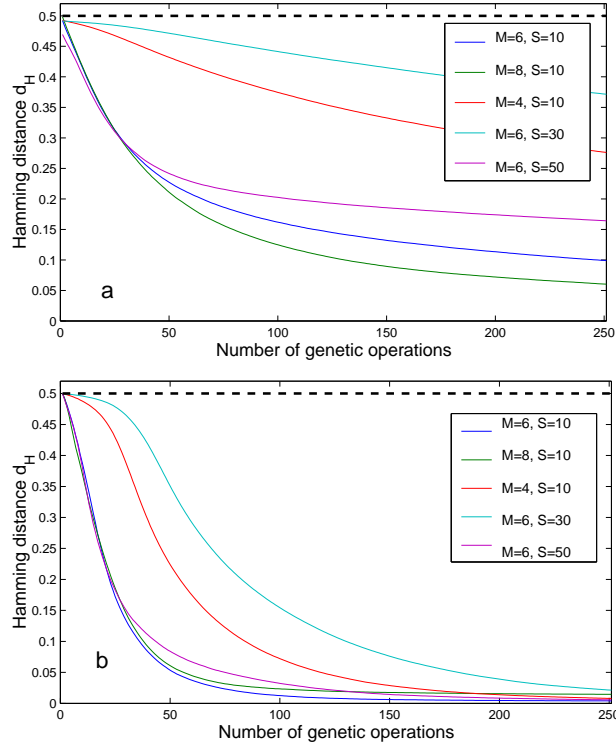 0.5
0.45
0.4
0.35
0.3
0.25
0.2
0.15
0.1
0.05
0
Hamming distance d_H
M=6, S=10
M=8, S=10
M=4, S=10
M=6, S=30
M=6, S=50
a
0 50 100 150 200 250
Number of genetic operations
0.5
0.45
0.4
0.35
0.3
0.25
0.2
0.15
0.1
0.05
0
Hamming distance d_H
M=6, S=10
M=8, S=10
M=4, S=10
M=6, S=30
M=6, S=50
b
0 50 100 150 200 250
Number of genetic operations